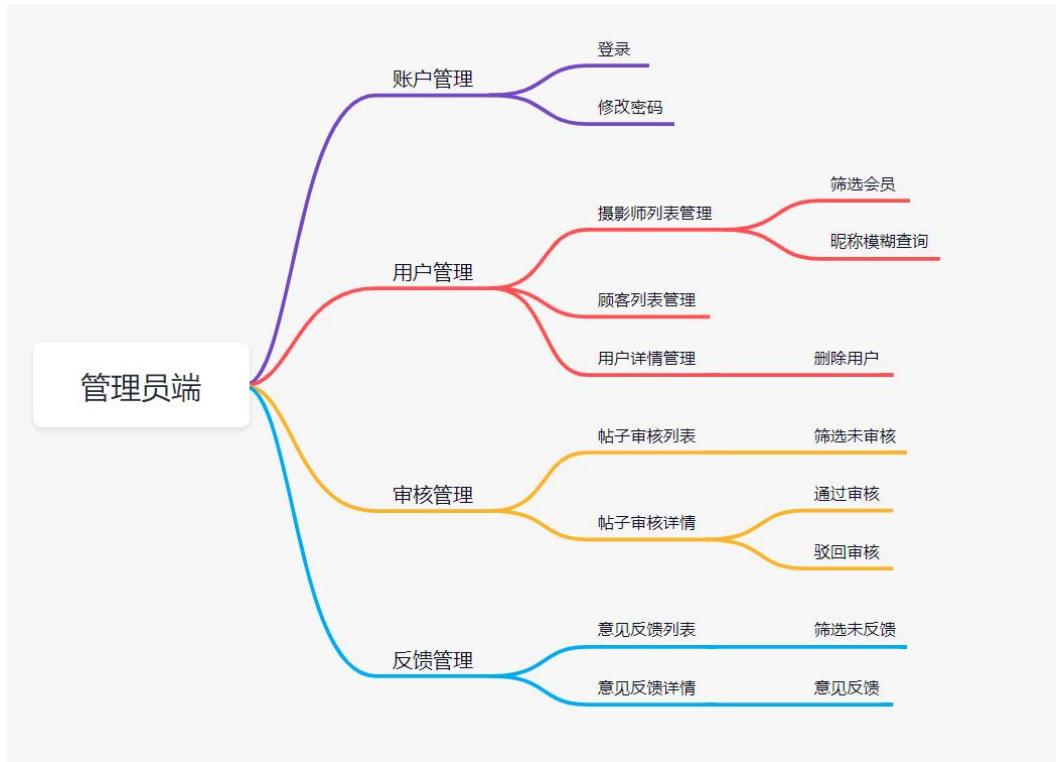 管理员端
账户管理
登录
修改密码
用户管理
摄影师列表管理
筛选会员
昵称模糊查询
顾客列表管理
用户详情管理
删除用户
审核管理
帖子审核列表
筛选未审核
帖子审核详情
通过审核
驳回审核
反馈管理
意见反馈列表
筛选未反馈
意见反馈详情
意见反馈